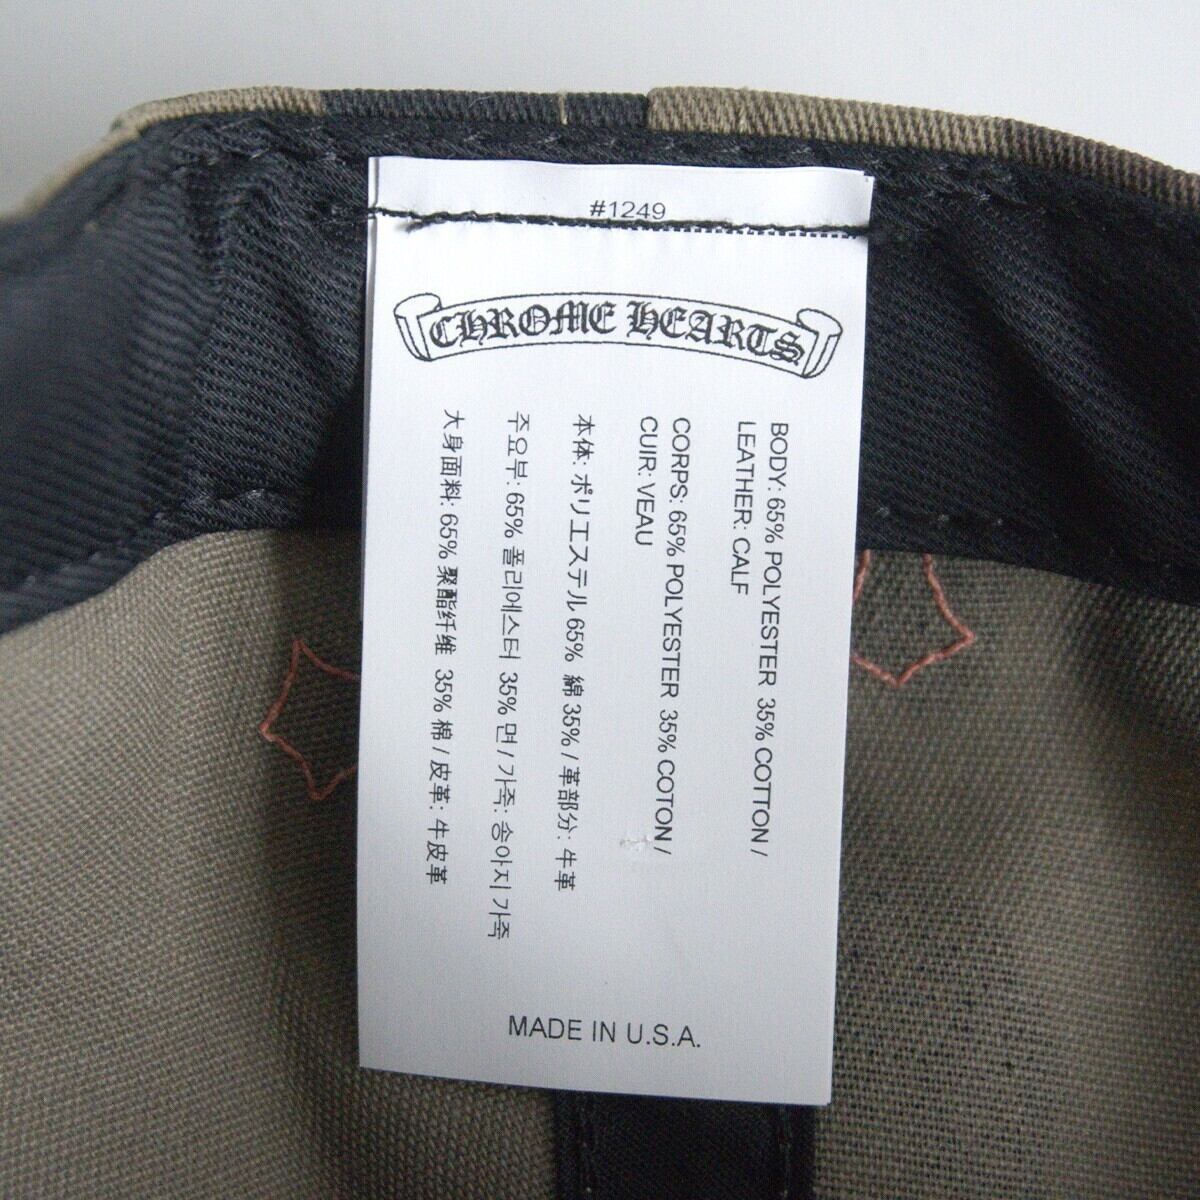 #1249
CHROME HEARTS
BODY: 65% POLYESTER 35% COTTON /
LEATHER: CALF
CORPS: 65% POLYESTER 35% COTON /
CUIR: VEAU
本体: ポリエステル 65% 綿 35% / 革部分: 牛革
주요부: 65% 폴리에스터 35% 면 / 가죽: 송아지 가죽
大身面料: 65% 聚酯纤维 35% 棉 / 皮革: 牛皮革
MADE IN U.S.A.